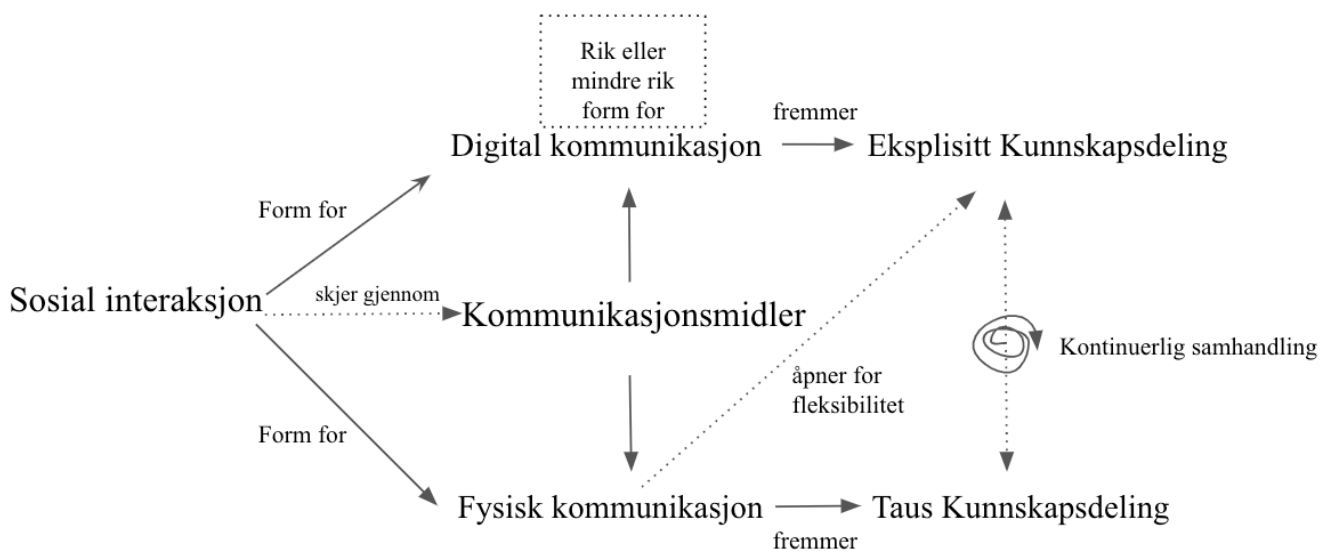 Rik eller
mindre rik
form for
fremmer
Digital kommunikasjon
Eksplisitt Kunnskapsdeling
Form for
skjer gjennom
Sosial interaksjon
Kommunikasjonsmidler
Kontinuerlig samhandling
åpner for
fleksibilitet
Form for
Fysisk kommunikasjon
Taus Kunnskapsdeling
fremmer